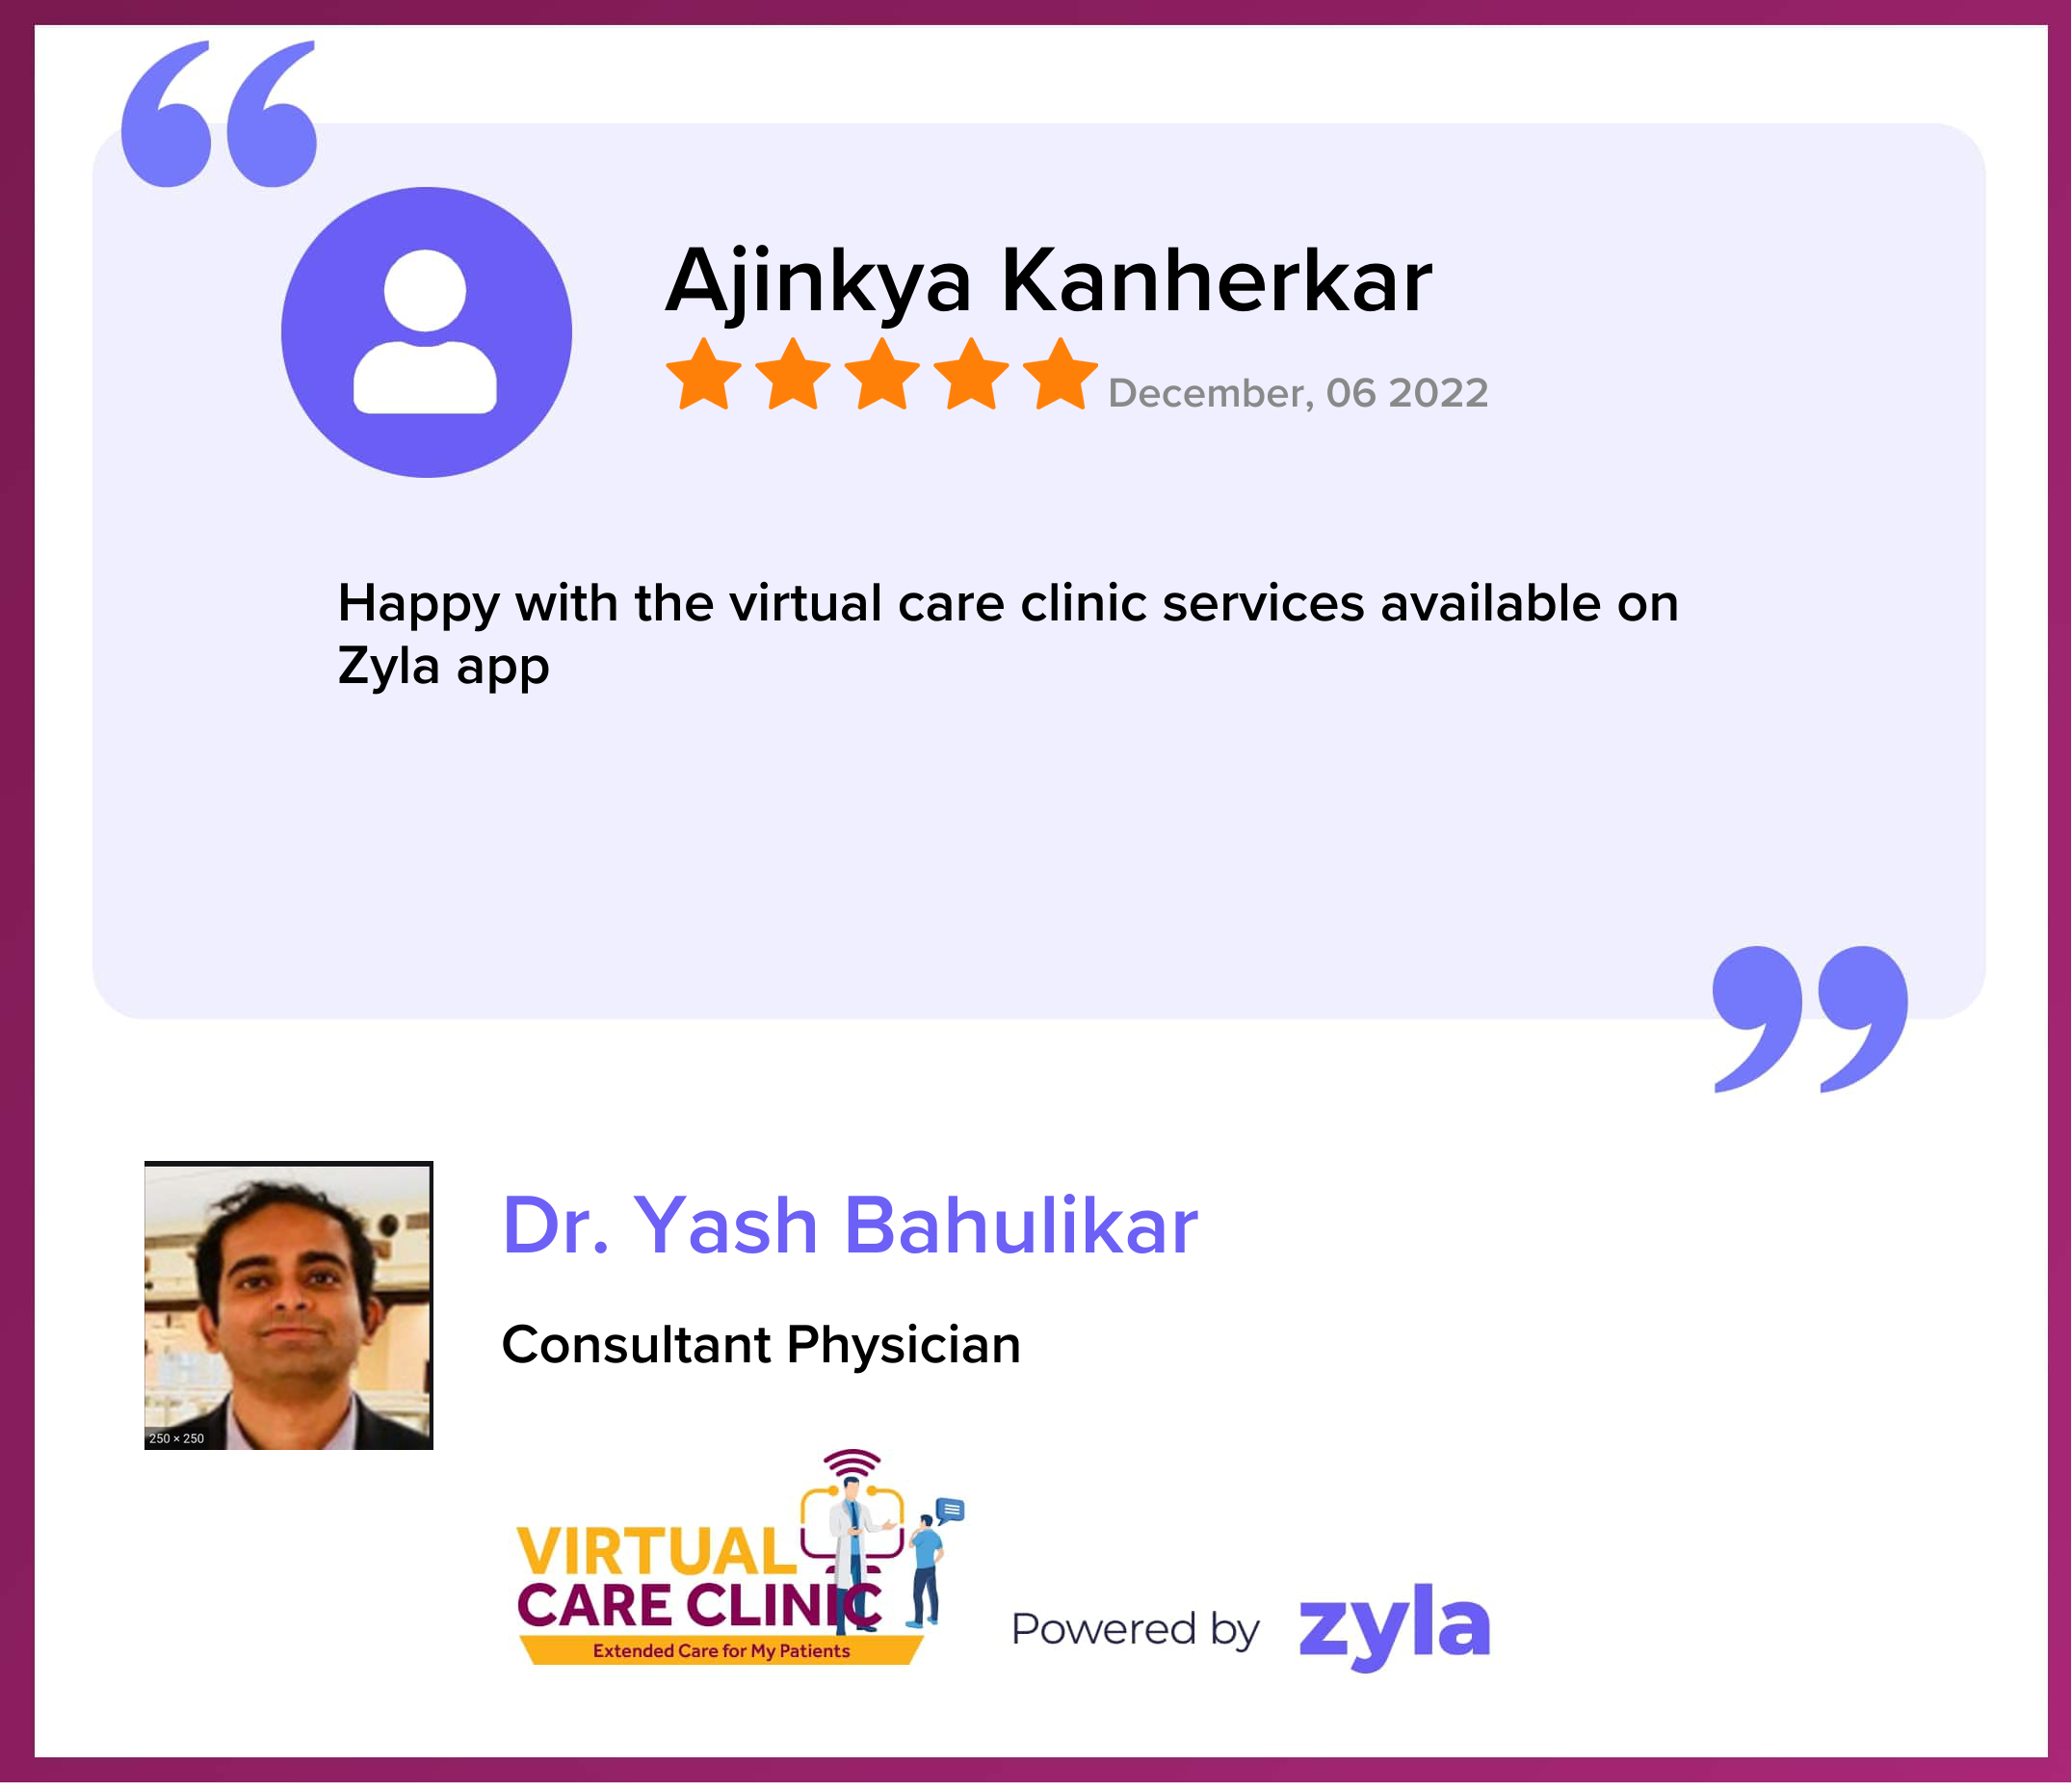 Ajinkya Kanherkar
December, 06 2022
Happy with the virtual care clinic services available on
Zyla app
Dr. Yash Bahulikar
Consultant Physician
250 × 250
VIRTUAL
CARE CLINIC
Extended Care for My Patients
Powered by zyla